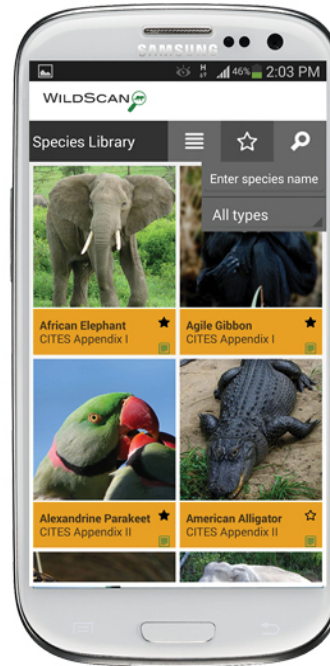 SAMSUNG
H
46%
2:03 PM
WILDSCAN
Species Library
Enter species name
All types
African Elephant
CITES Appendix I
Agile Gibbon
CITES Appendix I
Alexandrine Parakeet
CITES Appendix II
American Alligator
CITES Appendix II